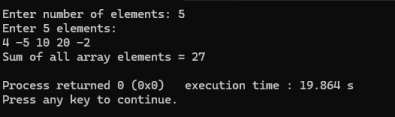 Enter number of elements: 5
Enter 5 elements:
4 -5 10 20 -2
Sum of all array elements = 27
Process returned 0 (0x0)   execution time : 19.864 s
Press any key to continue.